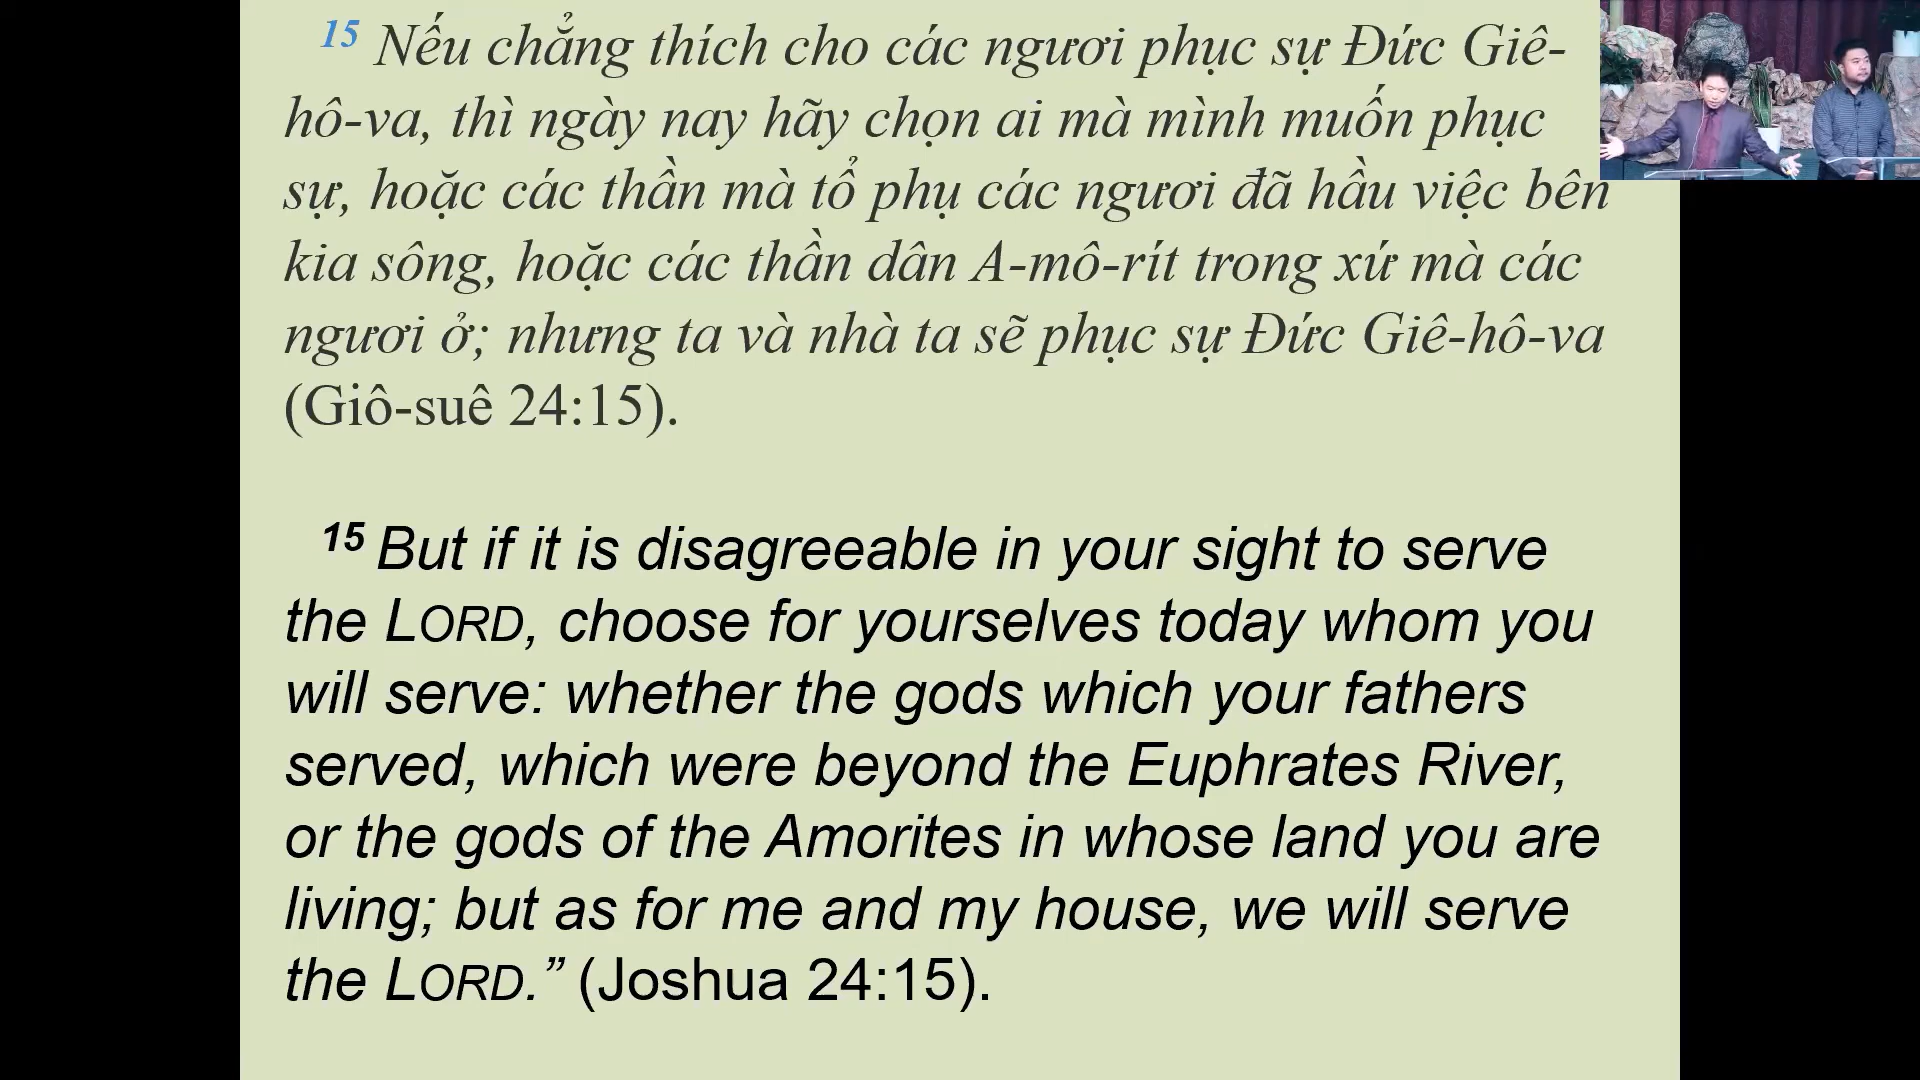 15 Nếu chẳng thích cho các ngươi phục sự Đức Giê-
hô-va, thì ngày nay hãy chọn ai mà mình muốn phục
sự, hoặc các thần mà tổ phụ các ngươi đã hầu việc bên
kia sông, hoặc các thần dân A-mô-rít trong xứ mà các
ngươi ở; nhưng ta và nhà ta sẽ phục sự Đức Giê-hô-va
(Giô-suê 24:15).
15 But if it is disagreeable in your sight to serve
the LORD, choose for yourselves today whom you
will serve: whether the gods which your fathers
served, which were beyond the Euphrates River,
or the gods of the Amorites in whose land you are
living; but as for me and my house, we will serve
the LORD.” (Joshua 24:15).